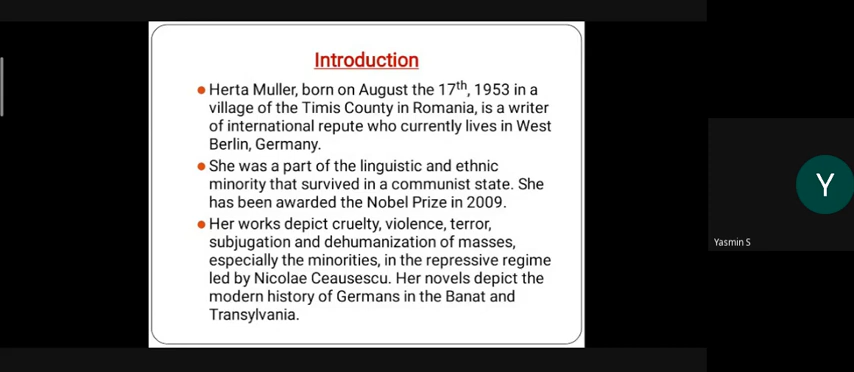 Introduction
Herta Muller, born on August the 17th, 1953 in a
village of the Timis County in Romania, is a writer
of international repute who currently lives in West
Berlin, Germany.
She was a part of the linguistic and ethnic
minority that survived in a communist state. She
has been awarded the Nobel Prize in 2009.
Her works depict cruelty, violence, terror,
subjugation and dehumanization of masses,
especially the minorities, in the repressive regime
led by Nicolae Ceausescu. Her novels depict the
modern history of Germans in the Banat and
Transylvania.
Y
Yasmin S